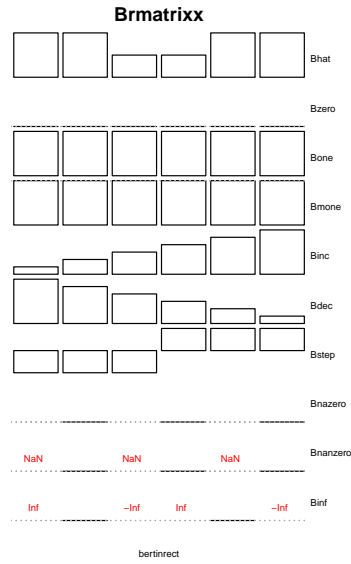 Brmatrixx
Bhat
Bzero
Bone
Bmone
Binc
Bdec
Bstep
Bnazero
NaN NaN NaN Bnanzero
Inf −Inf Inf −Inf Binf
bertinrect